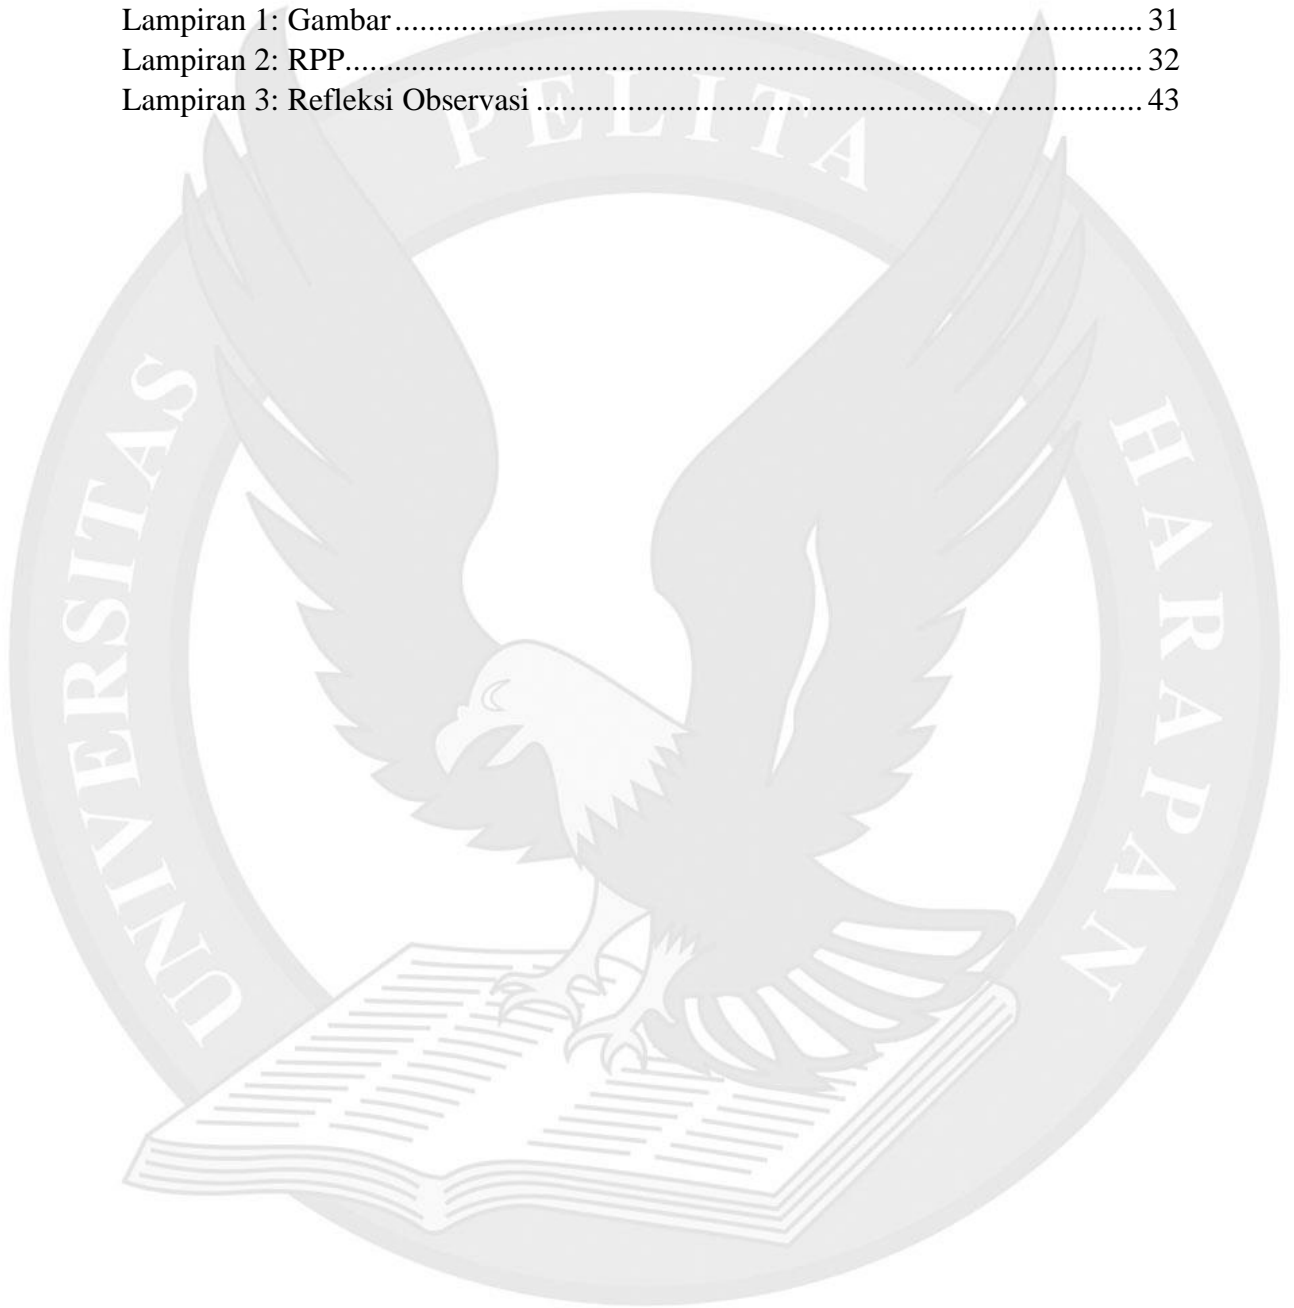 Lampiran 1: Gambar.......................................................................................... 31
Lampiran 2: RPP................................................................................................ 32
Lampiran 3: Refleksi Observasi ......................................................................... 43
UNIVERSITAS PELITA HARAPAN